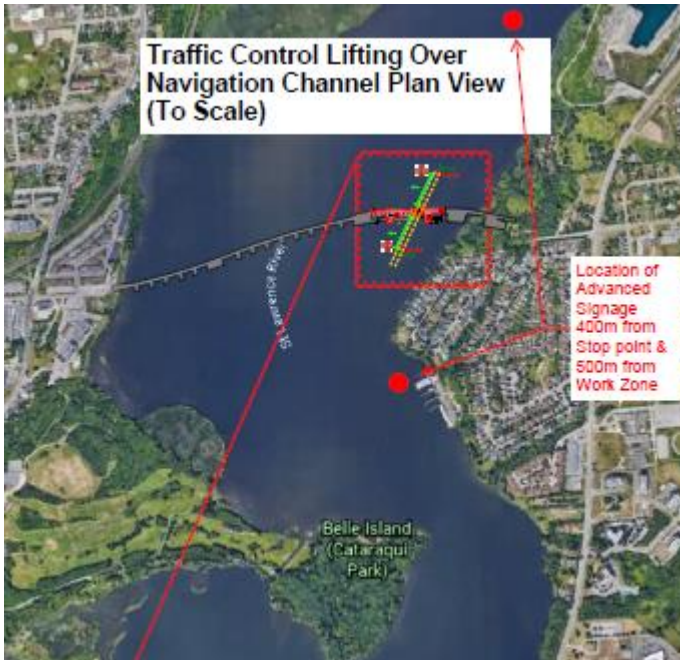 Traffic Control Lifting Over
Navigation Channel Plan View
(To Scale)
Location of
Advanced
Signage
400m from
Stop point &
500m from
Work Zone
St Lawrence River
Belle Island
(Cataraqui
Park)